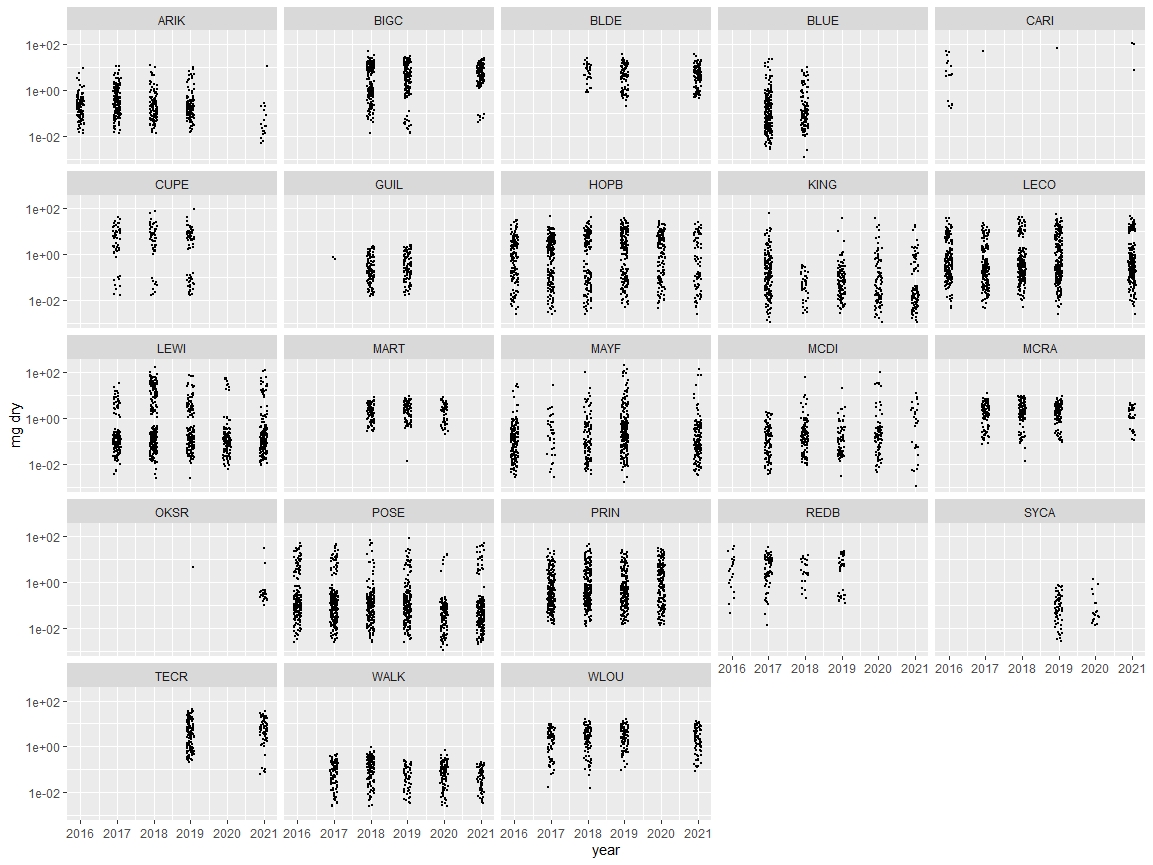 ARIK BIGC BLDE BLUE CARI
1e+02
1e+00
1e-02
CUPE GUIL HOPB KING LECO
1e+02
1e+00
1e-02
LEWI MART MAYF MCDI MCRA
1e+02
1e+00
1e-02
mg dry
OKSR POSE PRIN REDB SYCA
1e+02
1e+00
1e-02
2016 2017 2018 2019 2020 2021 2016 2017 2018 2019 2020 2021
TECR WALK WLOU
1e+02
1e+00
1e-02
2016 2017 2018 2019 2020 2021 2016 2017 2018 2019 2020 2021 2016 2017 2018 2019 2020 2021
year